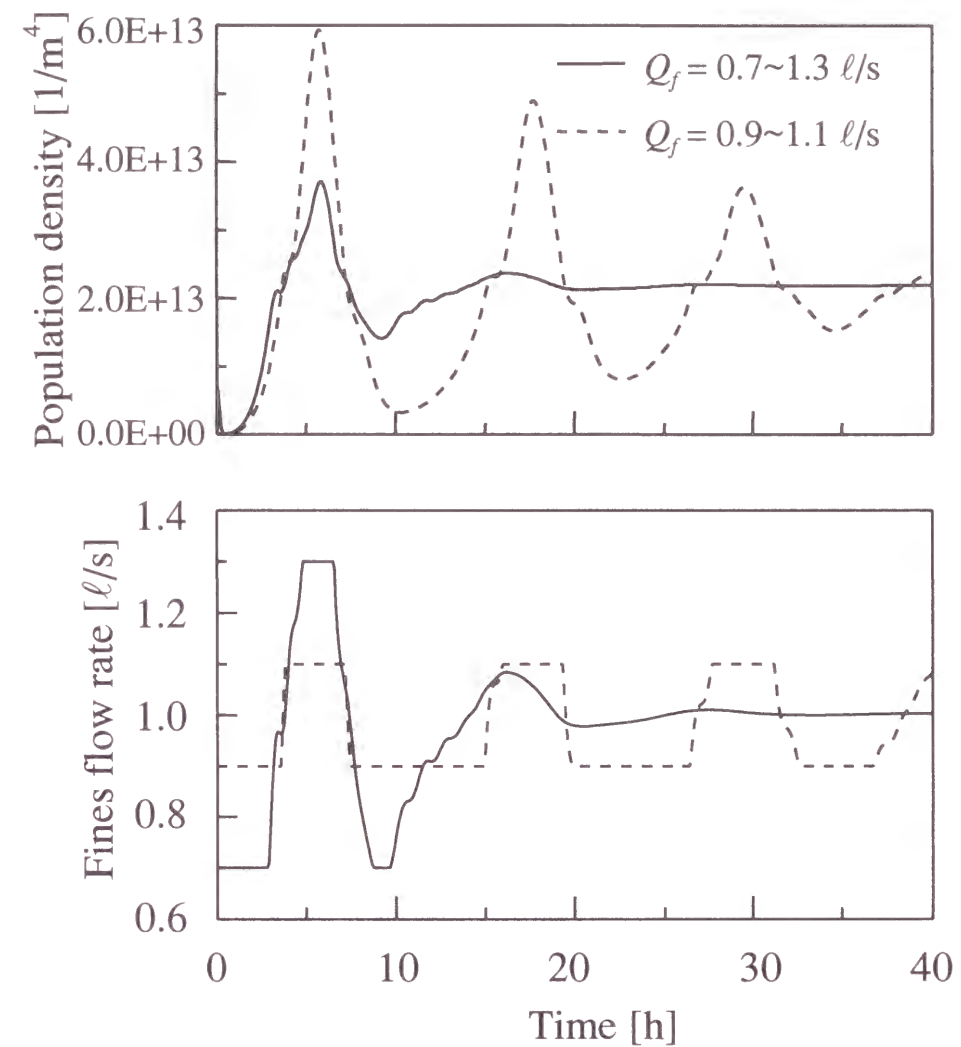 Population density [1/m⁴]
6.0E+13
4.0E+13
2.0E+13
0.0E+00
Q_f = 0.7~1.3 ℓ/s
Q_f = 0.9~1.1 ℓ/s
Fines flow rate [ℓ/s]
1.4
1.2
1.0
0.8
0.6
0 10 20 30 40
Time [h]